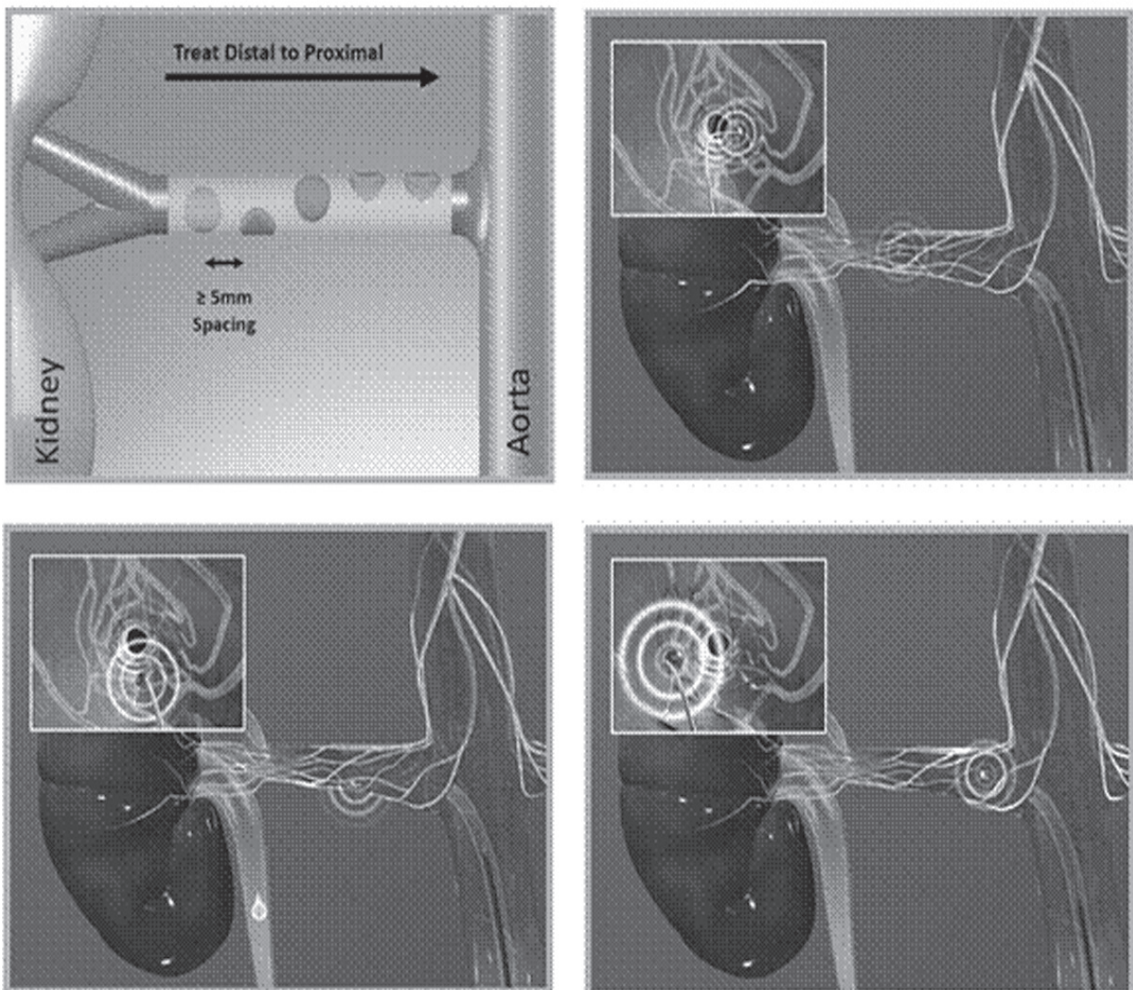 Treat Distal to Proximal
≥ 5mm
Spacing
Kidney
Aorta